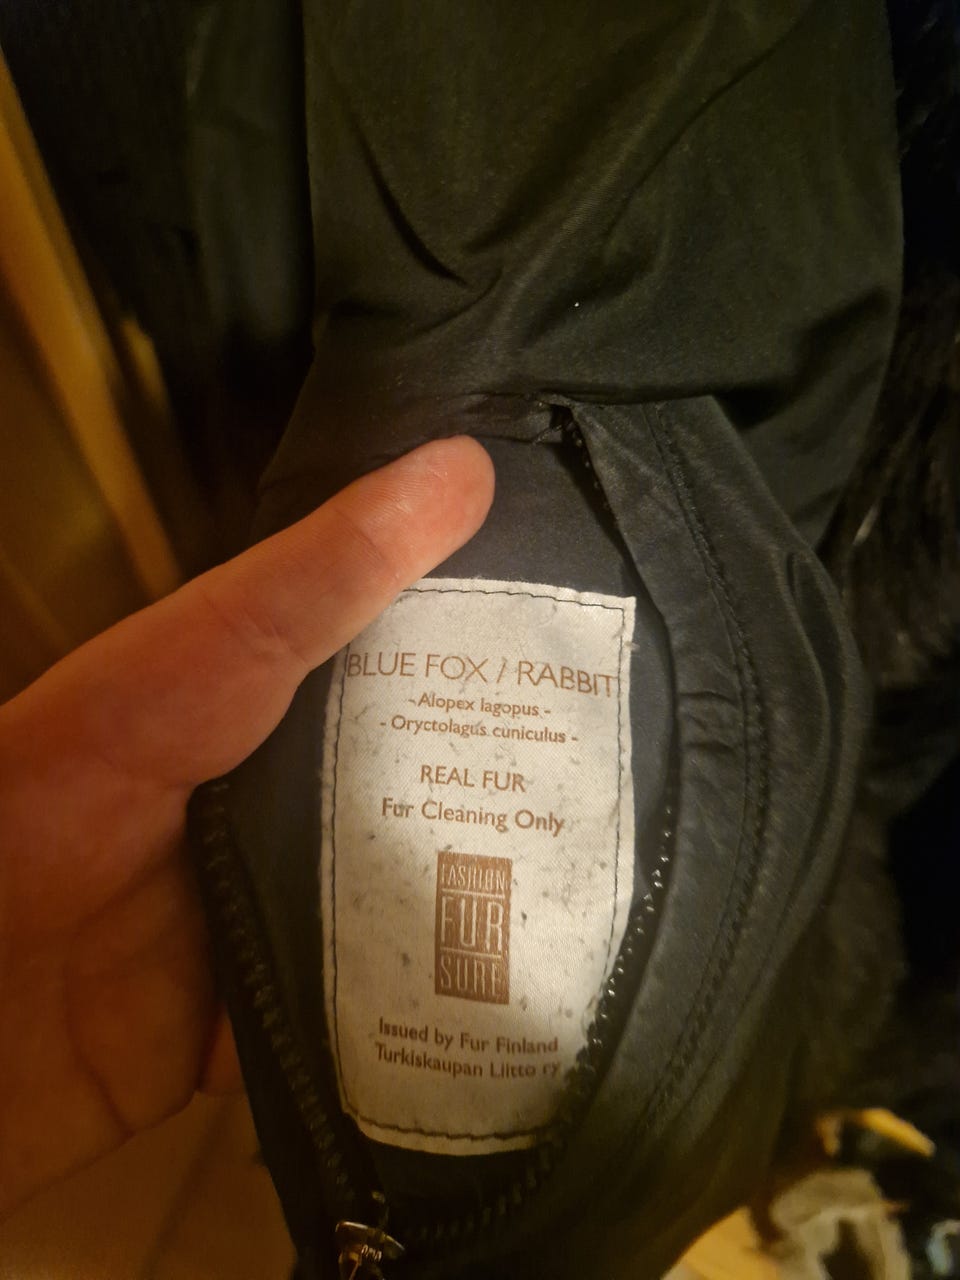 BLUE FOX / RABBIT
- Alopex lagopus -
- Oryctolagus cuniculus -
REAL FUR
Fur Cleaning Only
FASHION
FUR
SURE
Issued by Fur Finland
Turkiskaupan Liitto ry